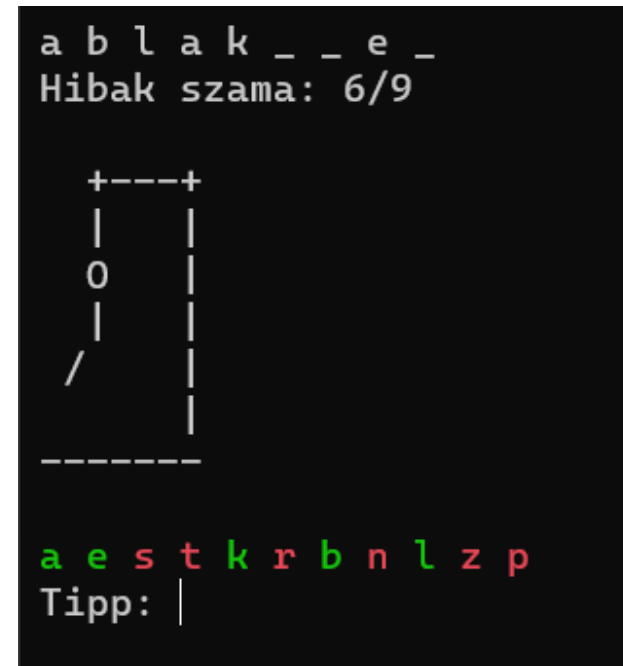 a b l a k _ _ e _
Hibak szama: 6/9
  +---+
  |   |
  O   |
  |   |
 /    |
      |
-------
a e s t k r b n l z p
Tipp: